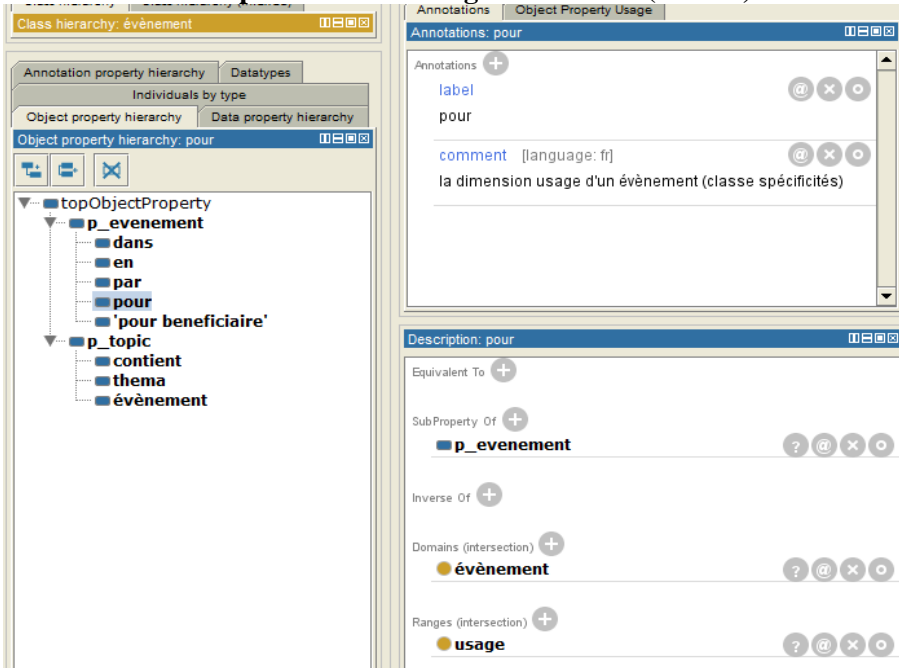 Class hierarchy: évènement
Annotation property hierarchy
Datatypes
Individuals by type
Object property hierarchy
Data property hierarchy
Object property hierarchy: pour
topObjectProperty
p_evenement
dans
en
par
pour
'pour beneficiaire'
p_topic
contient
thema
évènement
Annotations
Object Property Usage
Annotations: pour
Annotations
label
pour
comment [language: fr]
la dimension usage d'un évènement (classe spécificités)
Description: pour
Equivalent To
SubProperty Of
p_evenement
Inverse Of
Domains (intersection)
évènement
Ranges (intersection)
usage